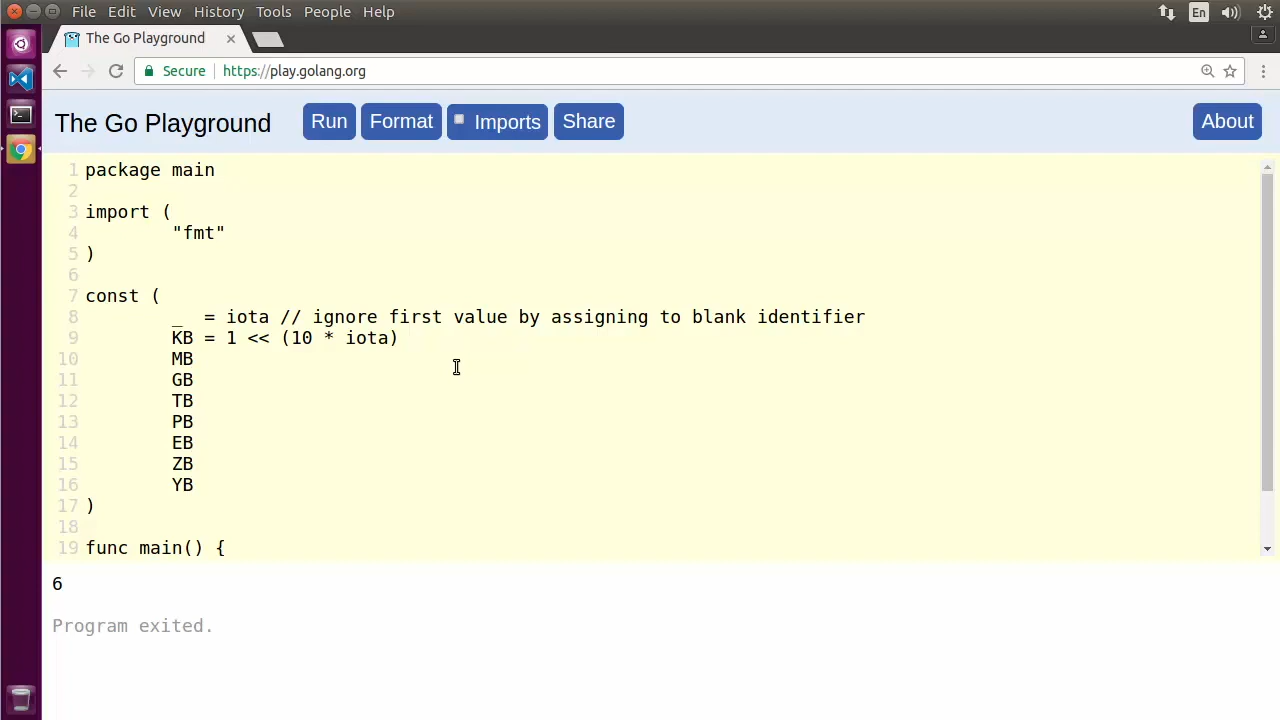 File Edit View History Tools People Help
En
The Go Playground
Secure https://play.golang.org
The Go Playground Run Format Imports Share About
1 package main
2
3 import (
4 "fmt"
5 )
6
7 const (
8 _ = iota // ignore first value by assigning to blank identifier
9 KB = 1 << (10 * iota)
10 MB
11 GB
12 TB
13 PB
14 EB
15 ZB
16 YB
17 )
18
19 func main() {
6
Program exited.